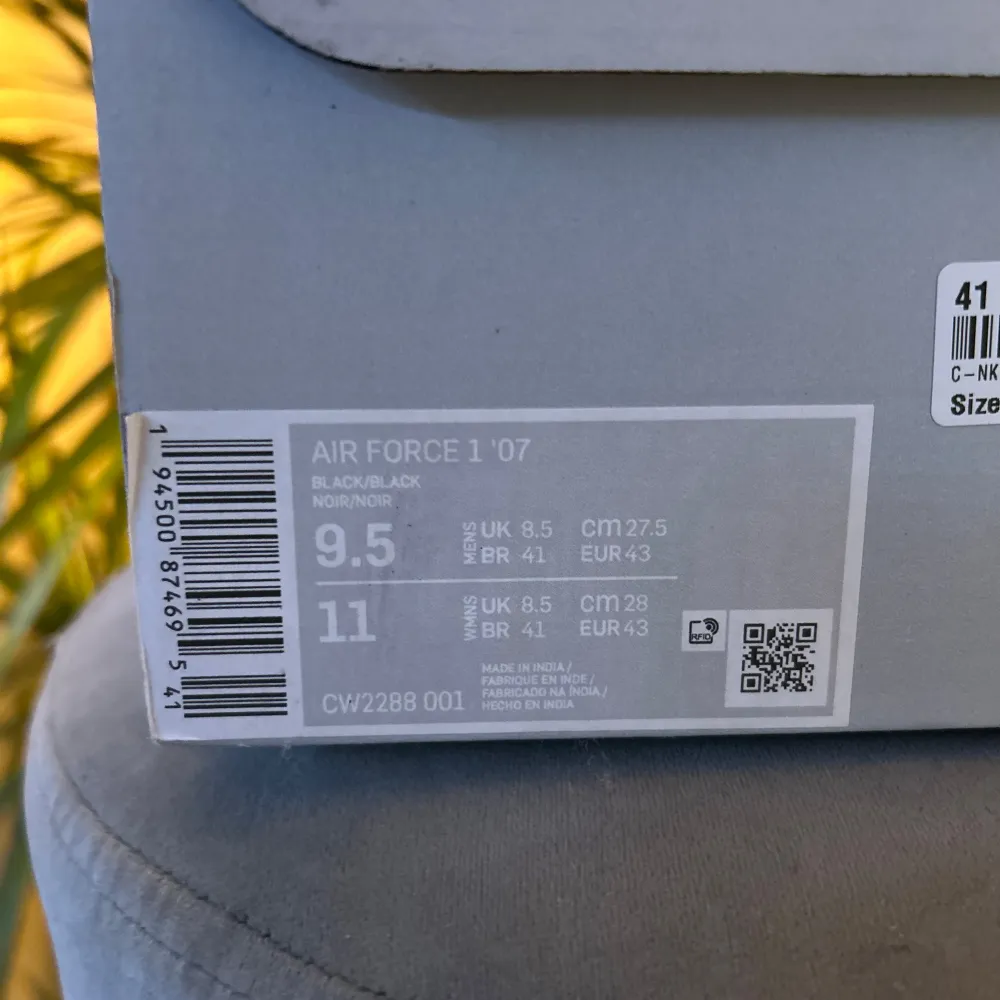 41
C-NK
Size
AIR FORCE 1 '07
BLACK/BLACK
NOIR/NOIR
9.5
MENS
UK 8.5 cm 27.5
BR 41 EUR 43
11
WMNS
UK 8.5 cm 28
BR 41 EUR 43
RFID
CW2288 001
MADE IN INDIA /
FABRIQUE EN INDE /
FABRICADO NA ÍNDIA /
HECHO EN INDIA
1 94500 87469 5 41